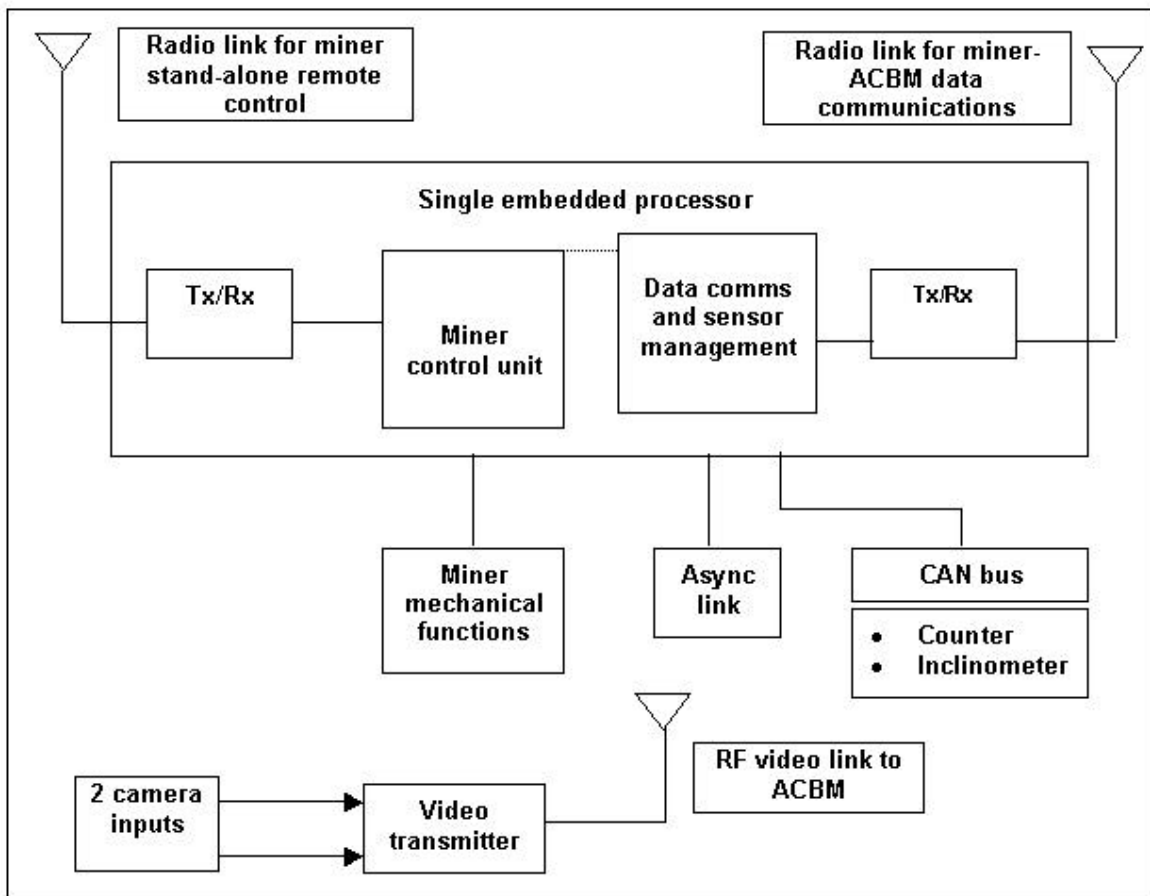 Radio link for miner
stand-alone remote
control
Radio link for miner-
ACBM data
communications
Single embedded processor
Tx/Rx
Miner
control unit
Data comms
and sensor
management
Tx/Rx
Miner
mechanical
functions
Async
link
CAN bus
• Counter
• Inclinometer
2 camera
inputs
Video
transmitter
RF video link to
ACBM